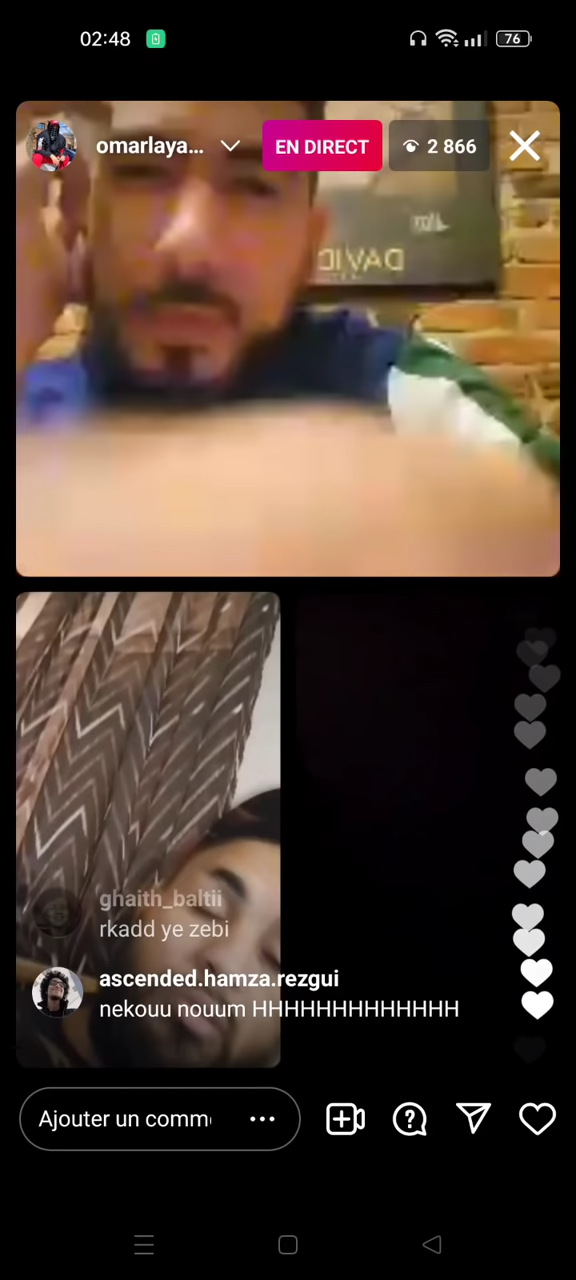 02:48
76
omarlaya...
EN DIRECT
2 866
ghaith_baltii
rkadd ye zebi
ascended.hamza.rezgui
nekouu nouum HHHHHHHHHHHHH
Ajouter un comm